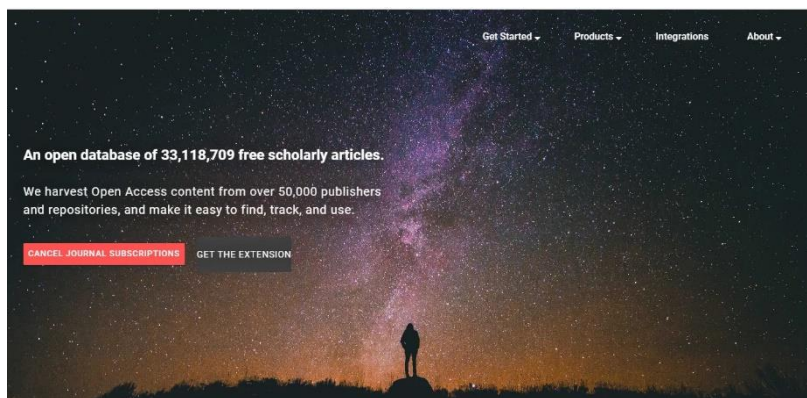 Get Started Products Integrations About
An open database of 33,118,709 free scholarly articles.
We harvest Open Access content from over 50,000 publishers
and repositories, and make it easy to find, track, and use.
CANCEL JOURNAL SUBSCRIPTIONS GET THE EXTENSION